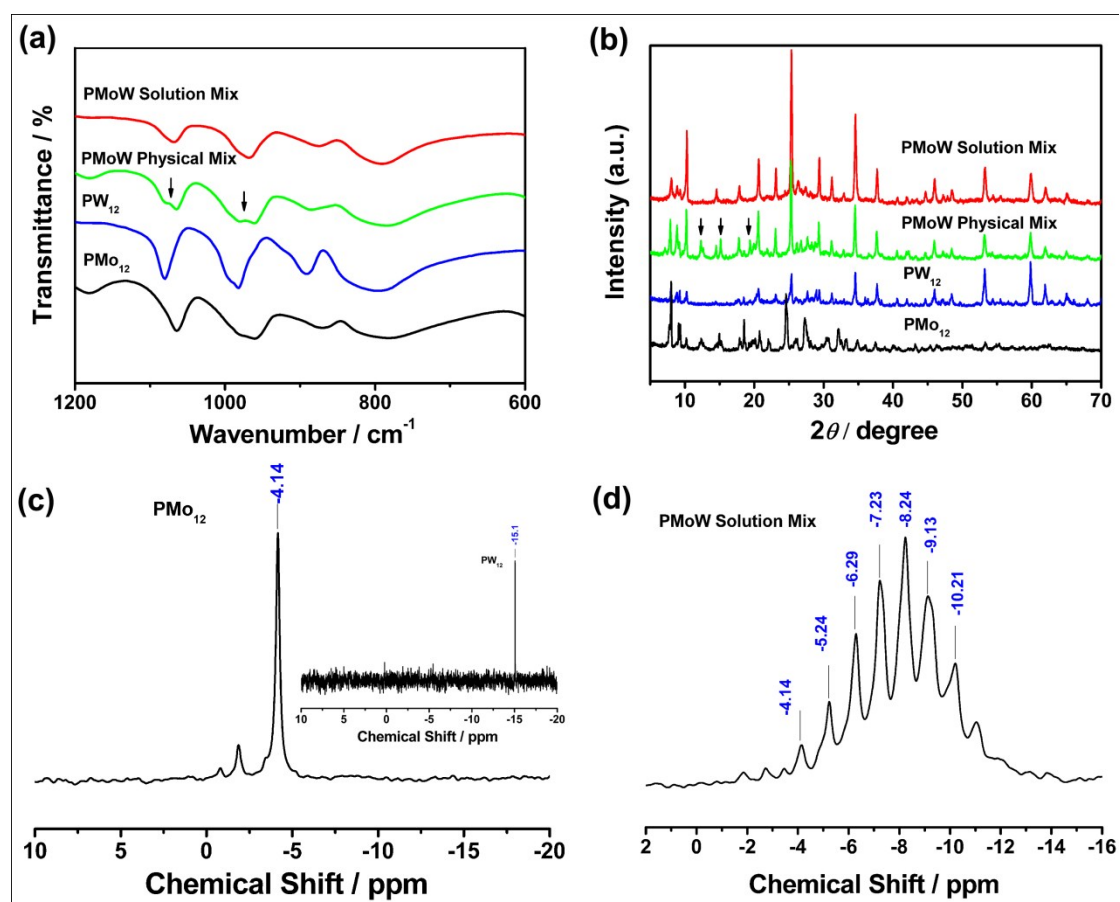 (a)
PMoW Solution Mix
PMoW Physical Mix
PW12
PMo12
Transmittance / %
1200 1000 800 600
Wavenumber / cm-1
(b)
PMoW Solution Mix
PMoW Physical Mix
PW12
PMo12
Intensity (a.u.)
10 20 30 40 50 60 70
2θ / degree
(c)
PMo12
-4.14
PW12
-15.1
10 5 0 -5 -10 -15 -20
Chemical Shift / ppm
10 5 0 -5 -10 -15 -20
Chemical Shift / ppm
(d)
PMoW Solution Mix
-4.14
-5.24
-6.29
-7.23
-8.24
-9.13
-10.21
2 0 -2 -4 -6 -8 -10 -12 -14 -16
Chemical Shift / ppm